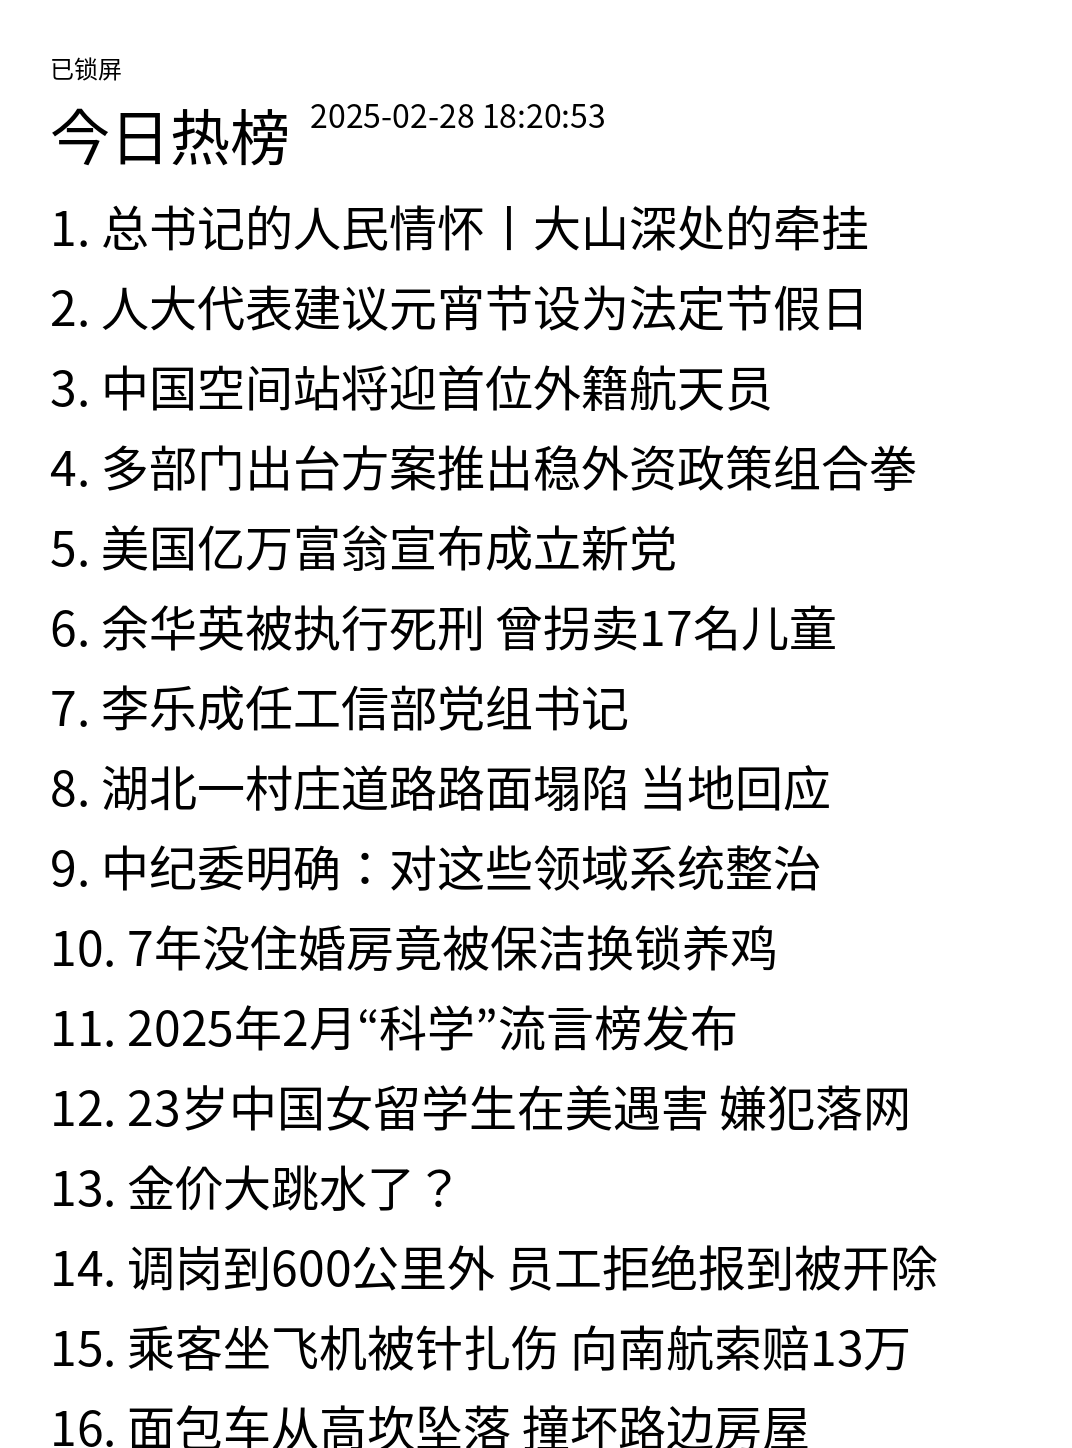 已锁屏
今日热榜 2025-02-28 18:20:53
1. 总书记的人民情怀丨大山深处的牵挂
2. 人大代表建议元宵节设为法定节假日
3. 中国空间站将迎首位外籍航天员
4. 多部门出台方案推出稳外资政策组合拳
5. 美国亿万富翁宣布成立新党
6. 余华英被执行死刑 曾拐卖17名儿童
7. 李乐成任工信部党组书记
8. 湖北一村庄道路路面塌陷 当地回应
9. 中纪委明确：对这些领域系统整治
10. 7年没住婚房竟被保洁换锁养鸡
11. 2025年2月“科学”流言榜发布
12. 23岁中国女留学生在美遇害 嫌犯落网
13. 金价大跳水了？
14. 调岗到600公里外 员工拒绝报到被开除
15. 乘客坐飞机被针扎伤 向南航索赔13万
16. 面包车从高坎坠落 撞坏路边房屋